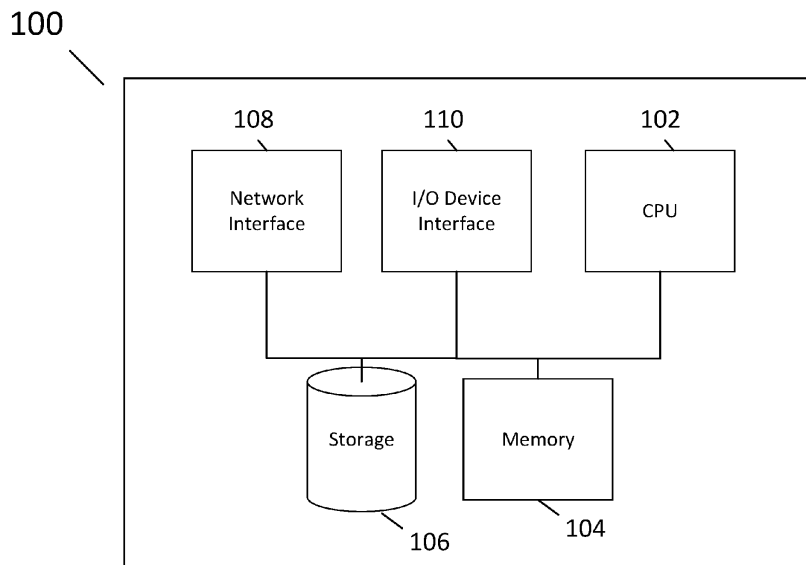 100
108
110
102
Network
Interface
I/O Device
Interface
CPU
Storage
Memory
106
104